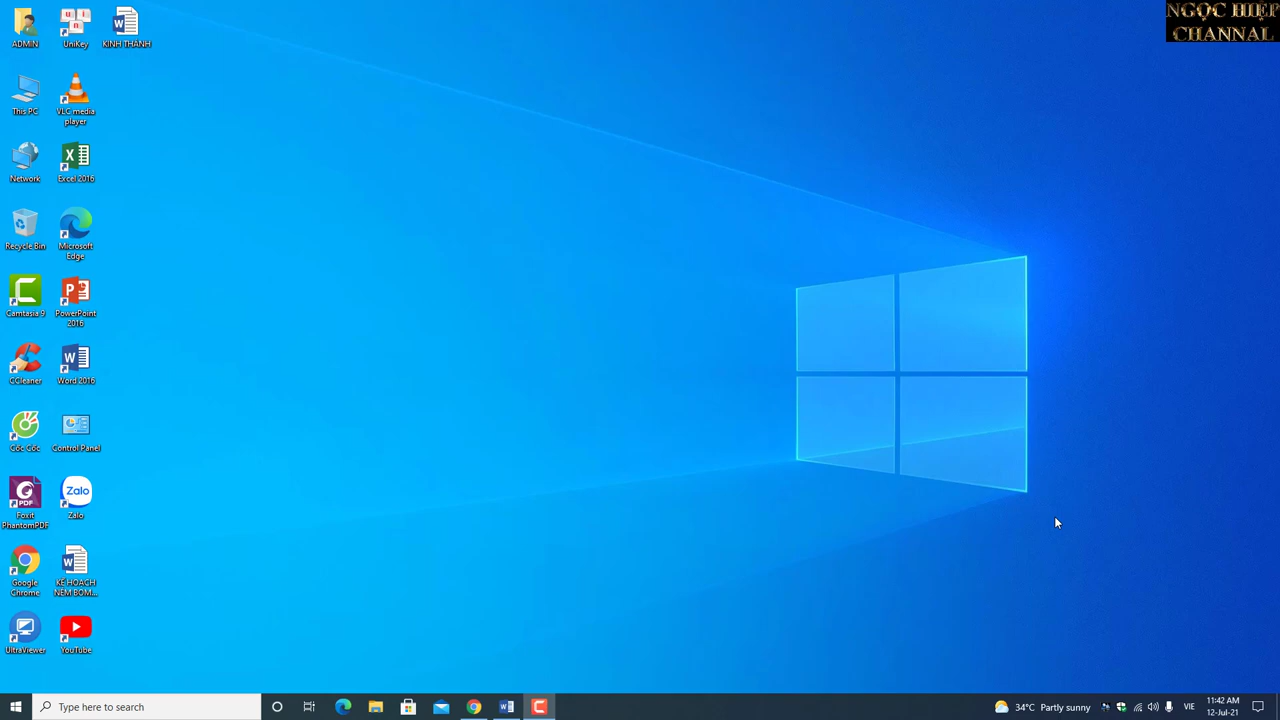 NGỌC HIỆP
CHANNAL
ADMIN
UniKey
KINH THANH
This PC
VLC media
player
Network
Excel 2016
Recycle Bin
Microsoft
Edge
Camtasia 9
PowerPoint
2016
CCleaner
Word 2016
Cốc Cốc
Control Panel
Foxit
PhantomPDF
Zalo
Zalo
Google
Chrome
KẾ HOẠCH
NEM BOM...
UltraViewer
YouTube
Type here to search
34°C Partly sunny
VIE
11:42 AM
12-Jul-21